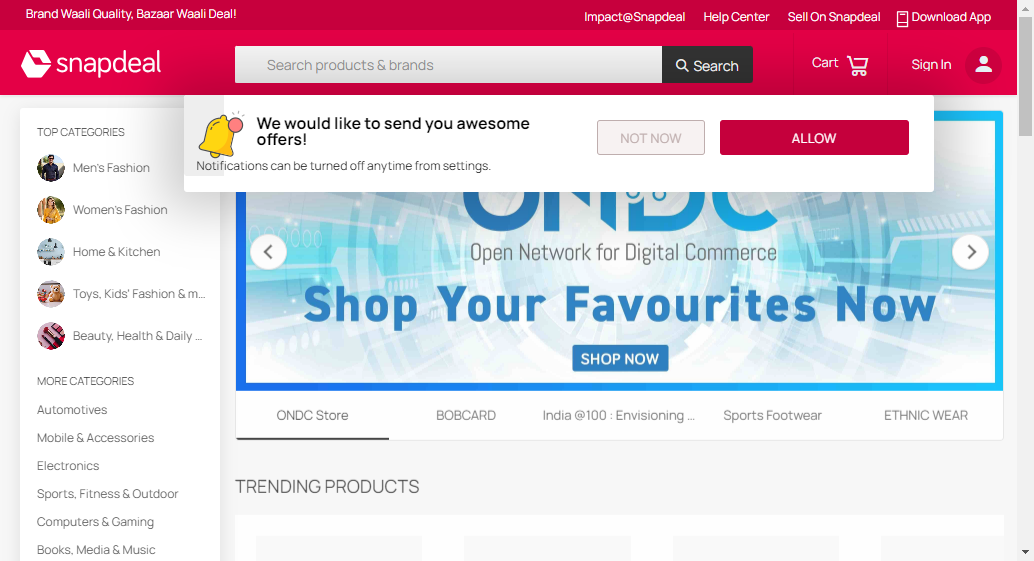 Brand Waali Quality, Bazaar Waali Deal!
Impact@Snapdeal
Help Center
Sell On Snapdeal
Download App
snapdeal
Search products & brands
Search
Cart
Sign In
We would like to send you awesome
offers!
Notifications can be turned off anytime from settings.
NOT NOW
ALLOW
TOP CATEGORIES
Men's Fashion
Women's Fashion
Home & Kitchen
Toys, Kids' Fashion & m...
Beauty, Health & Daily ...
MORE CATEGORIES
Automotives
Mobile & Accessories
Electronics
Sports, Fitness & Outdoor
Computers & Gaming
Books, Media & Music
ONDC
Open Network for Digital Commerce
Shop Your Favourites Now
SHOP NOW
ONDC Store
BOBCARD
India @100 : Envisioning ...
Sports Footwear
ETHNIC WEAR
TRENDING PRODUCTS